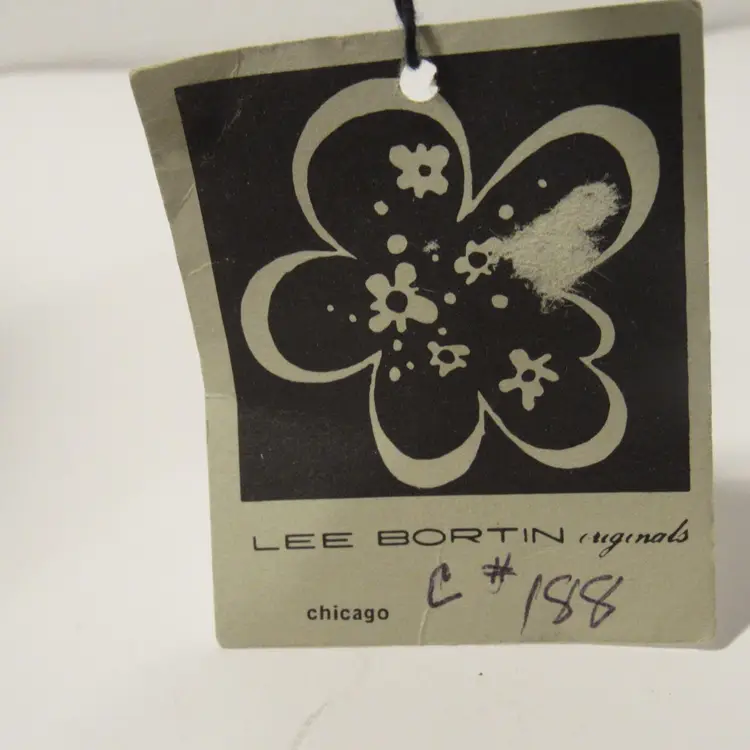 LEE BORTIN originals
C # 188
chicago